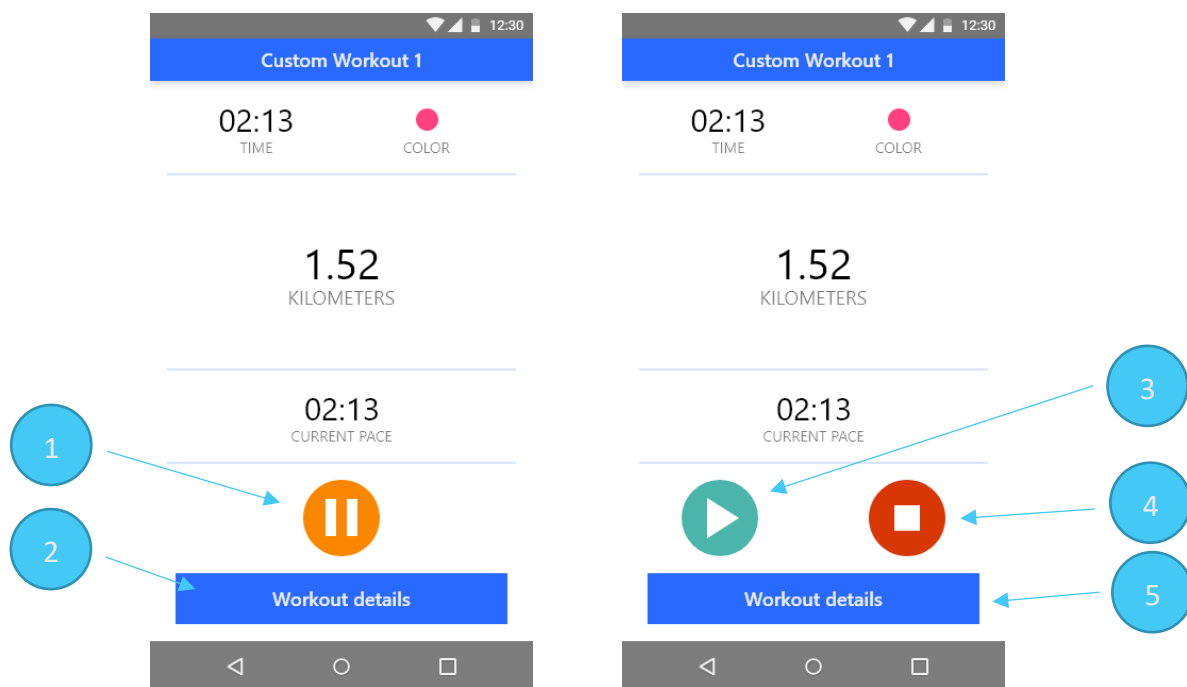 12:30
Custom Workout 1
02:13
TIME
COLOR
1.52
KILOMETERS
02:13
CURRENT PACE
1
2
Workout details
12:30
Custom Workout 1
02:13
TIME
COLOR
1.52
KILOMETERS
02:13
CURRENT PACE
3
4
Workout details
5